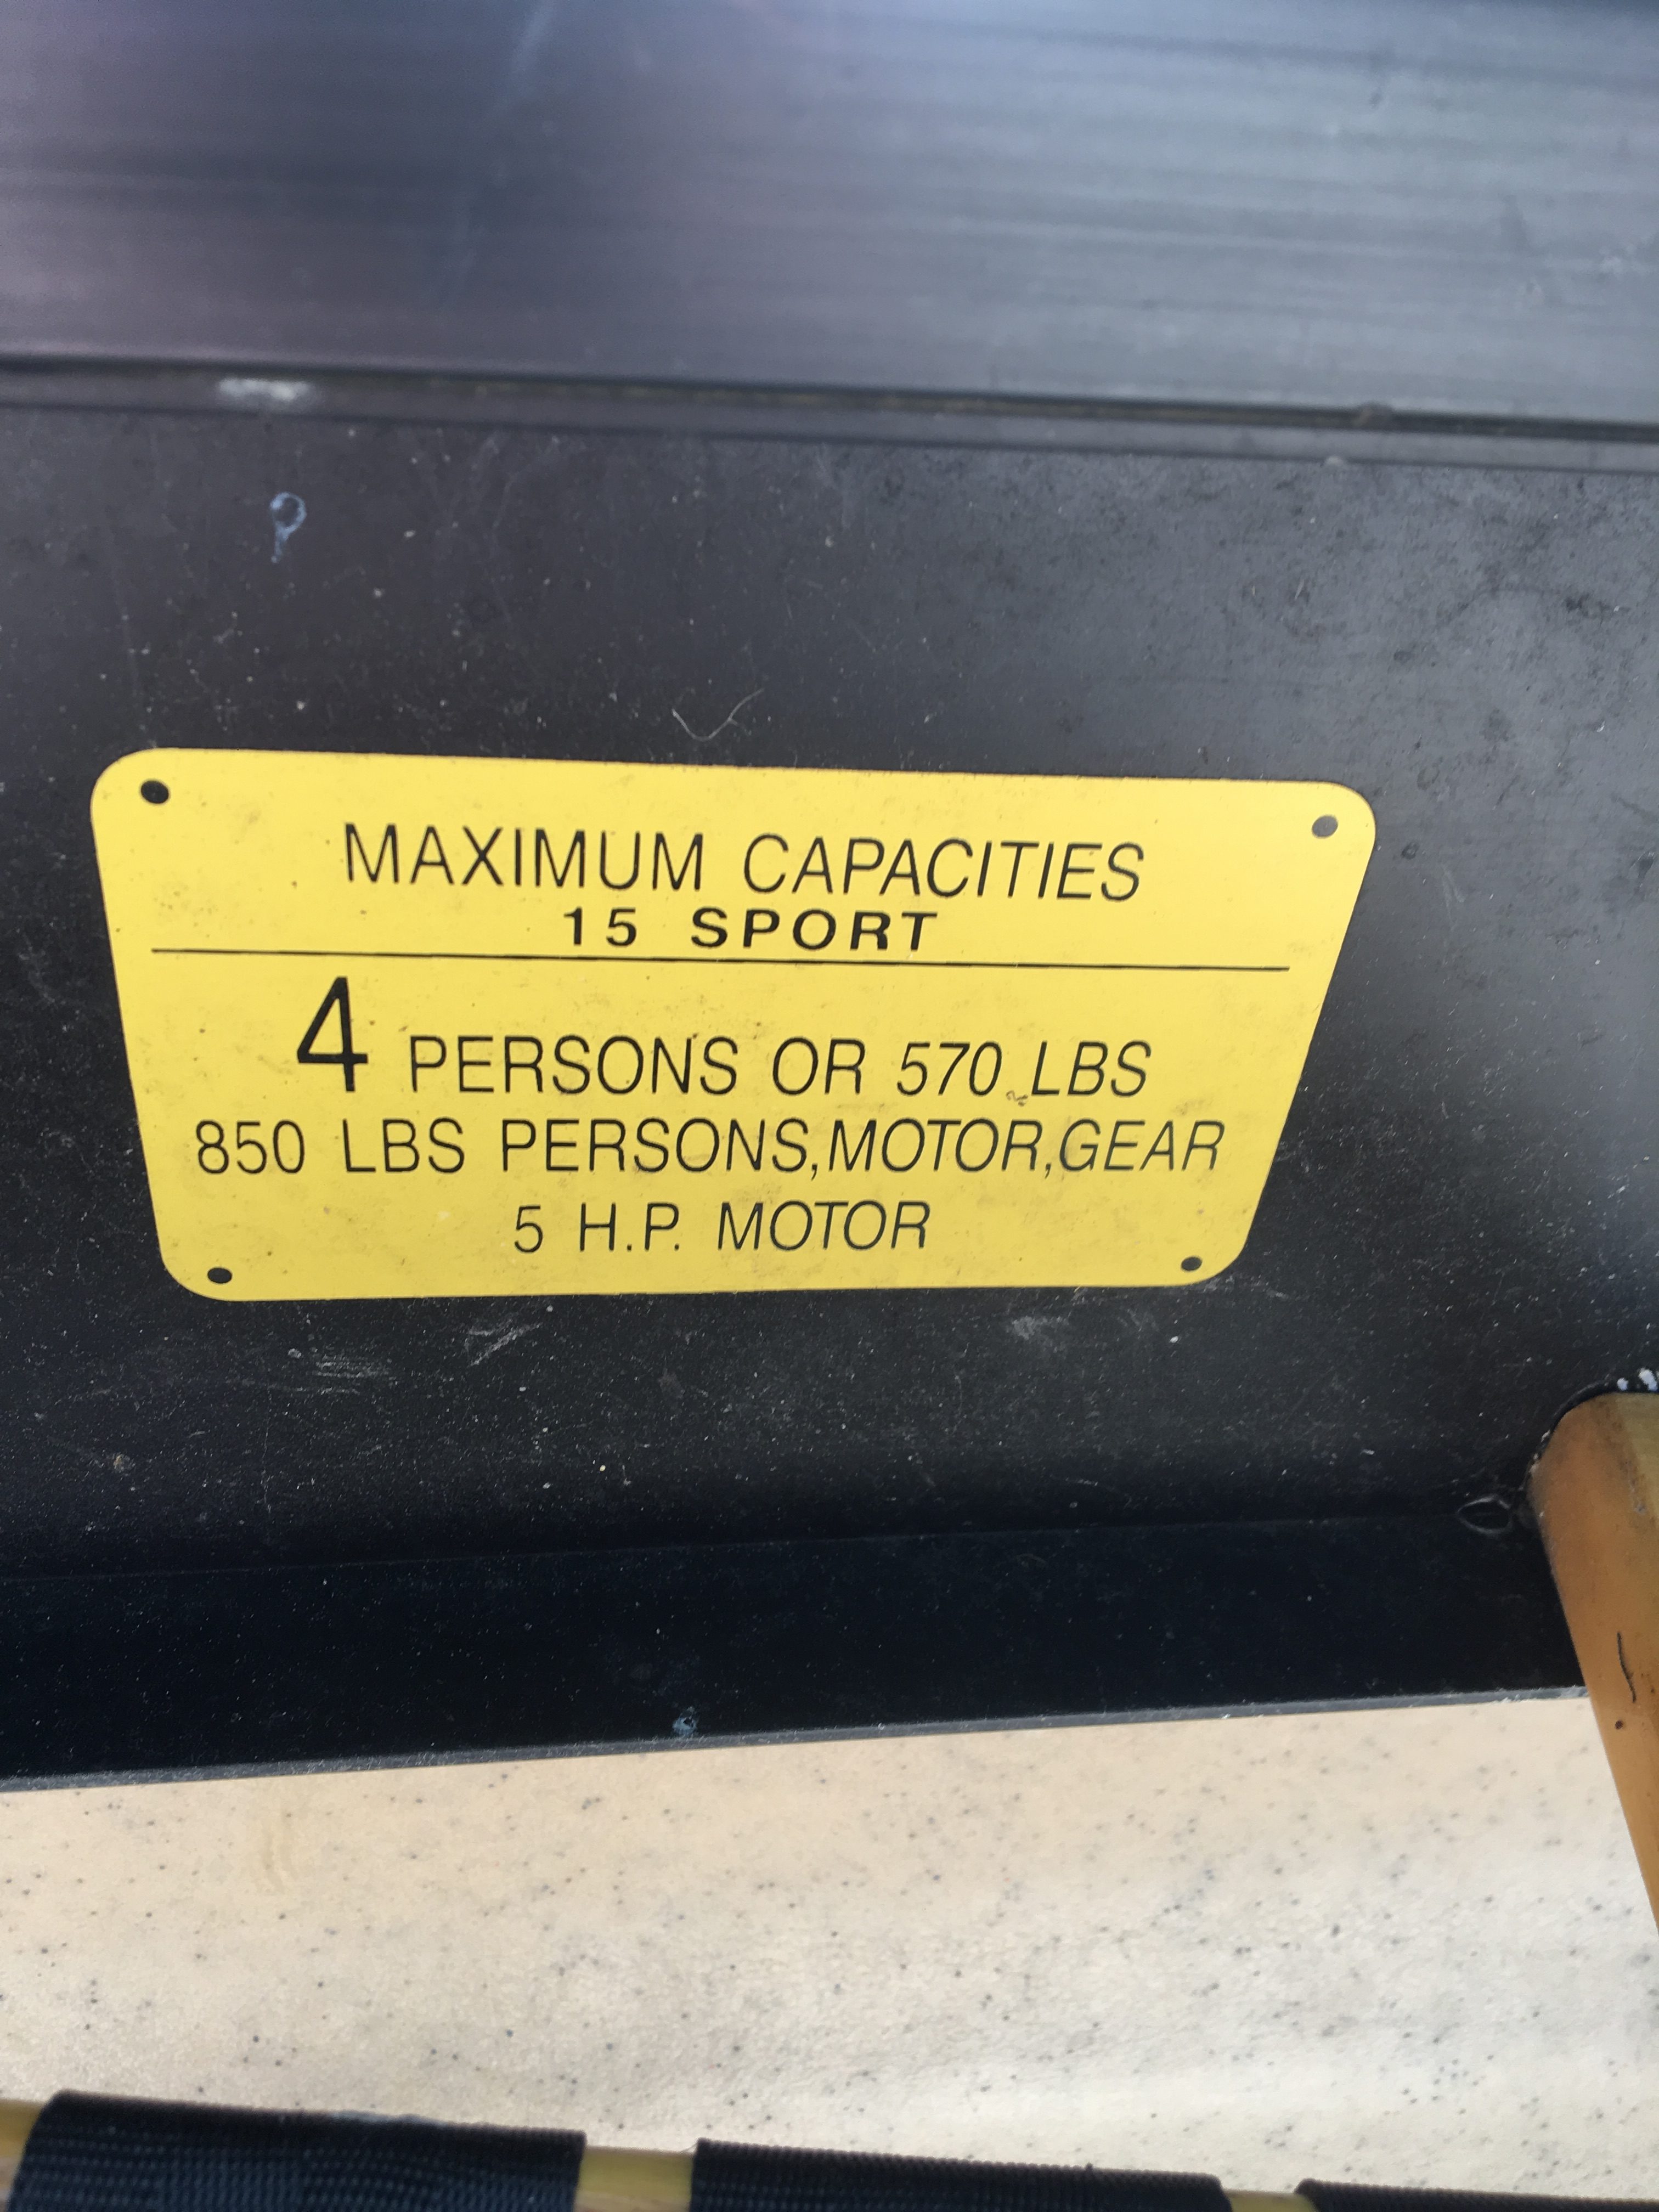 MAXIMUM CAPACITIES
15 SPORT
4 PERSONS OR 570 LBS
850 LBS PERSONS,MOTOR,GEAR
5 H.P. MOTOR